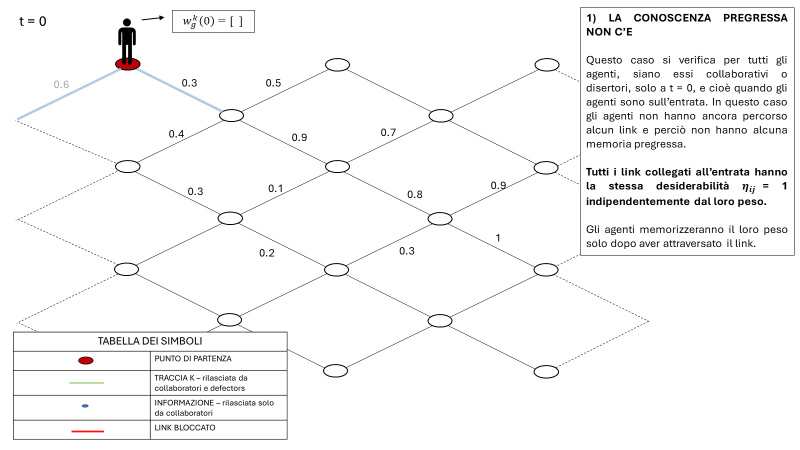 t = 0
𝑤ᵍᵏ(0) = [ ]
0.6
0.3
0.5
0.4
0.9
0.7
0.3
0.1
0.8
0.9
0.2
0.3
1
1) LA CONOSCENZA PREGRESSA
NON C'E
Questo caso si verifica per tutti gli
agenti, siano essi collaborativi o
disertori, solo a t = 0, e cioè quando gli
agenti sono sull'entrata. In questo caso
gli agenti non hanno ancora percorso
alcun link e perciò non hanno alcuna
memoria pregressa.
Tutti i link collegati all'entrata hanno
la stessa desiderabilità η_ij = 1
indipendentemente dal loro peso.
Gli agenti memorizzeranno il loro peso
solo dopo aver attraversato il link.
TABELLA DEI SIMBOLI
PUNTO DI PARTENZA
TRACCIA K – rilasciata da
collaboratori e defectors
INFORMAZIONE – rilasciata solo
da collaboratori
LINK BLOCCATO